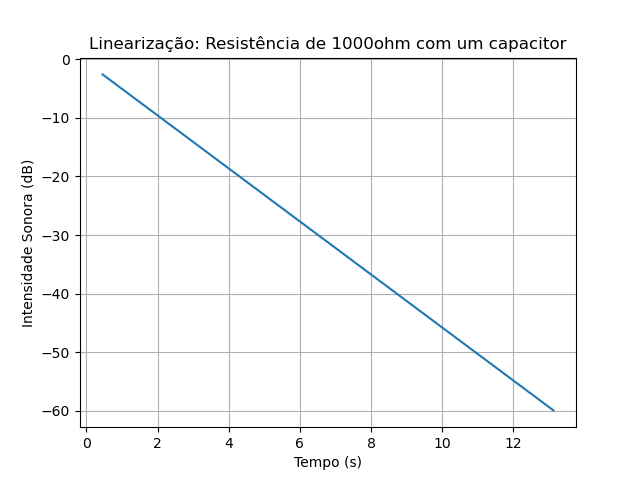 Linearização: Resistência de 1000ohm com um capacitor
0
−10
−20
−30
−40
−50
−60
Intensidade Sonora (dB)
0 2 4 6 8 10 12
Tempo (s)